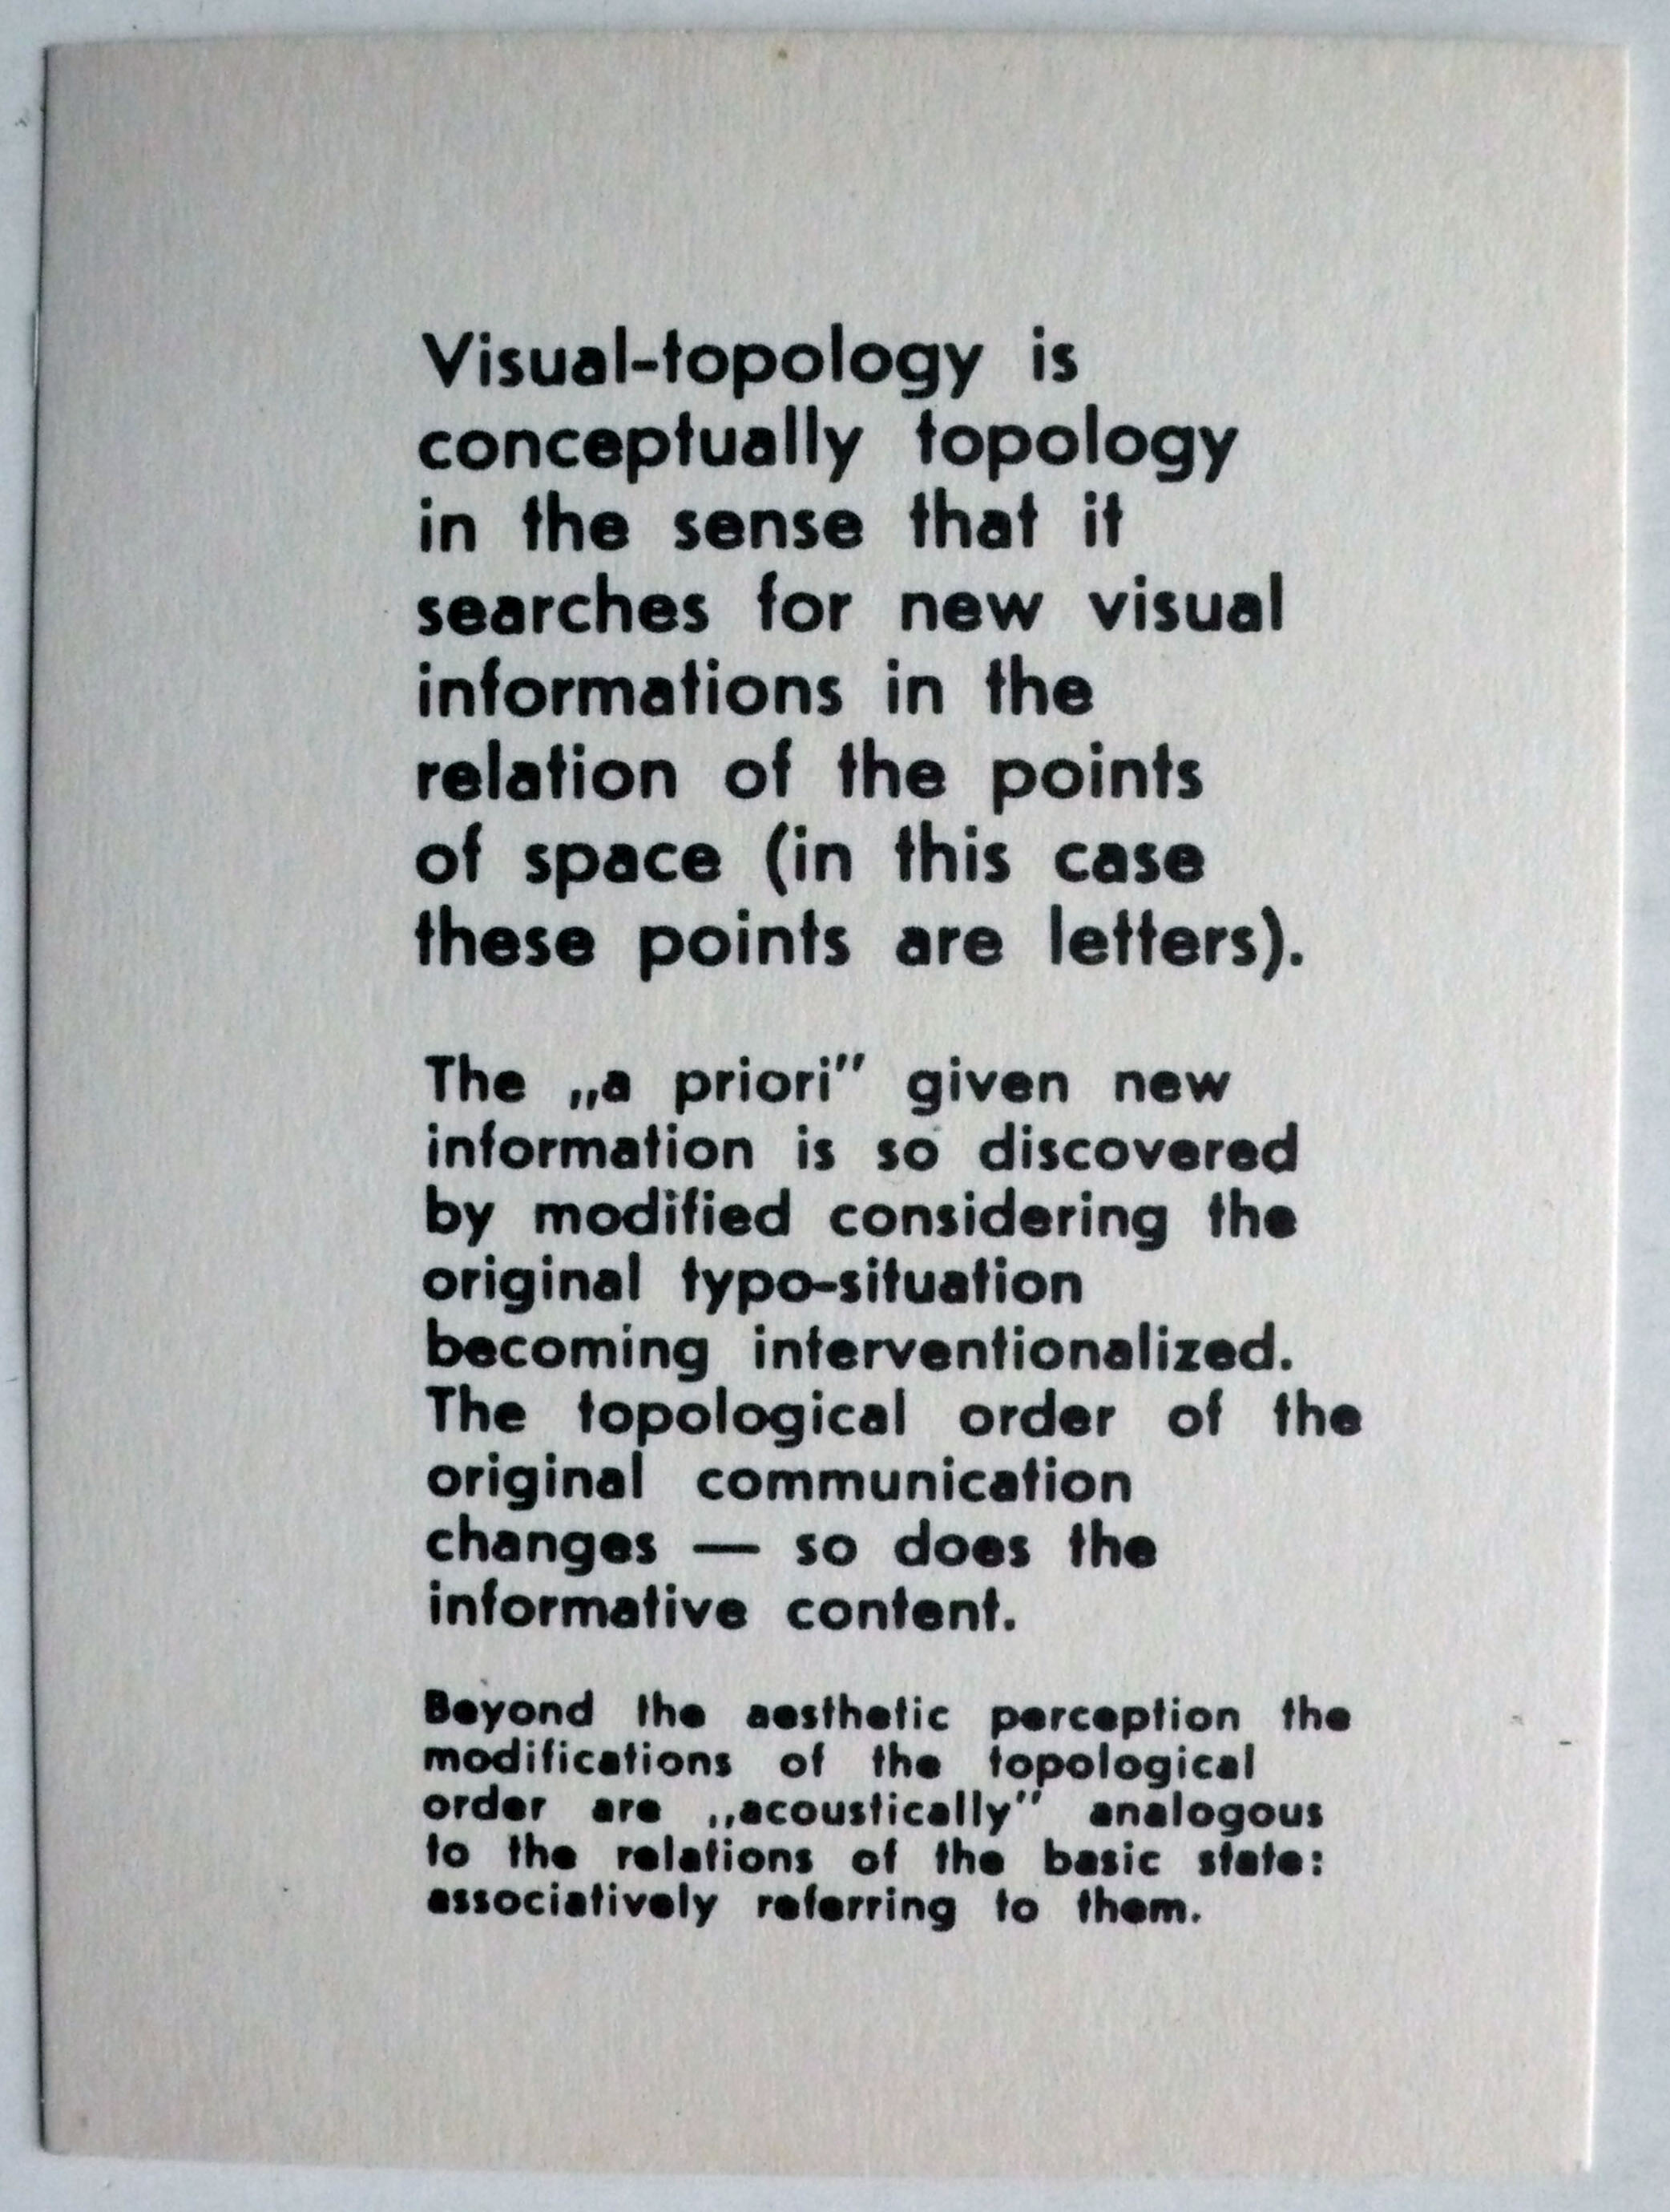 Visual-topology is
conceptually topology
in the sense that it
searches for new visual
informations in the
relation of the points
of space (in this case
these points are letters).
The „a priori” given new
information is so discovered
by modified considering the
original typo-situation
becoming interventionalized.
The topological order of the
original communication
changes — so does the
informative content.
Beyond the aesthetic perception the
modifications of the topological
order are „acoustically” analogous
to the relations of the basic state:
associatively referring to them.